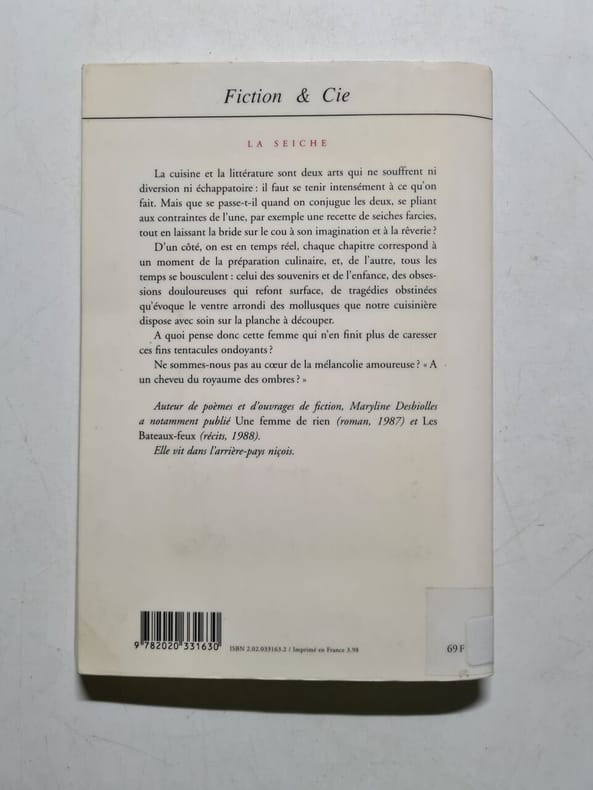 Fiction & Cie
LA SEICHE
La cuisine et la littérature sont deux arts qui ne souffrent ni
diversion ni échappatoire : il faut se tenir intensément à ce qu'on
fait. Mais que se passe-t-il quand on conjugue les deux, se pliant
aux contraintes de l'une, par exemple une recette de seiches farcies,
tout en laissant la bride sur le cou à son imagination et à la rêverie ?
D'un côté, on est en temps réel, chaque chapitre correspond à
un moment de la préparation culinaire, et, de l'autre, tous les
temps se bousculent : celui des souvenirs et de l'enfance, des obses-
sions douloureuses qui refont surface, de tragédies obstinées
qu'évoque le ventre arrondi des mollusques que notre cuisinière
dispose avec soin sur la planche à découper.
A quoi pense donc cette femme qui n'en finit plus de caresser
ces fins tentacules ondoyants ?
Ne sommes-nous pas au cœur de la mélancolie amoureuse ? « A
un cheveu du royaume des ombres ? »
Auteur de poèmes et d'ouvrages de fiction, Maryline Desbiolles
a notamment publié Une femme de rien (roman, 1987) et Les
Bateaux-feux (récits, 1988).
Elle vit dans l'arrière-pays niçois.
9 782020 331630
ISBN 2.02.033163.2 / Imprimé en France 3.98
69 F